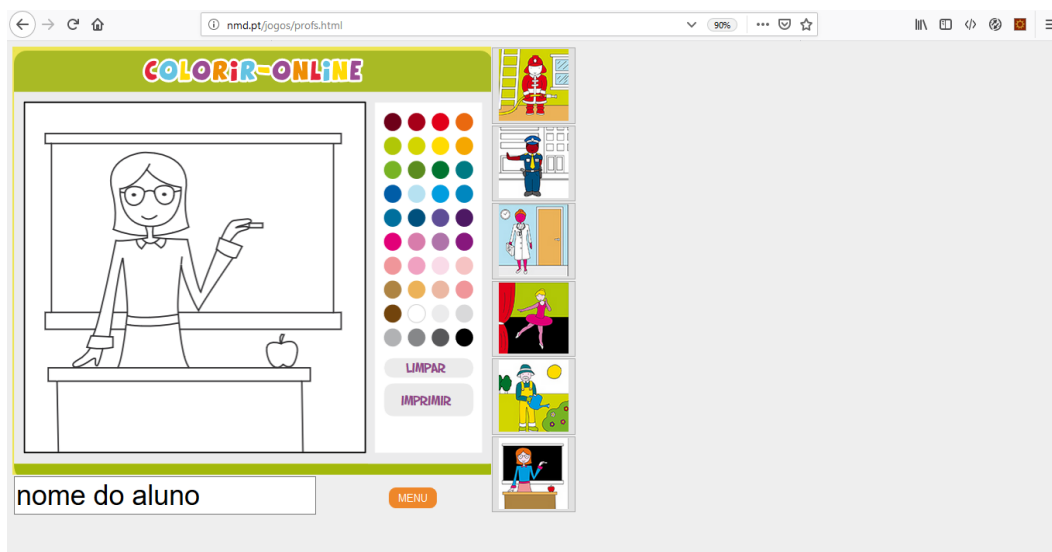 nmd.pt/jogos/profs.html
90%
COLORIR-ONLINE
LIMPAR
IMPRIMIR
nome do aluno
MENU